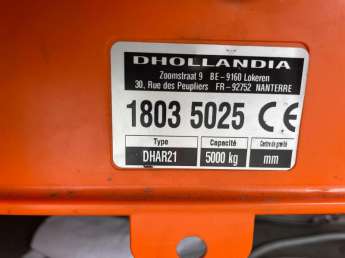 DHOLLANDIA
Zoomstraat 9 BE-9160 Lokeren
30, Rue des Peupliers FR-92752 NANTERRE
1803 5025 CE
Type Capacité Centre de gravité
DHAR21 5000 kg mm